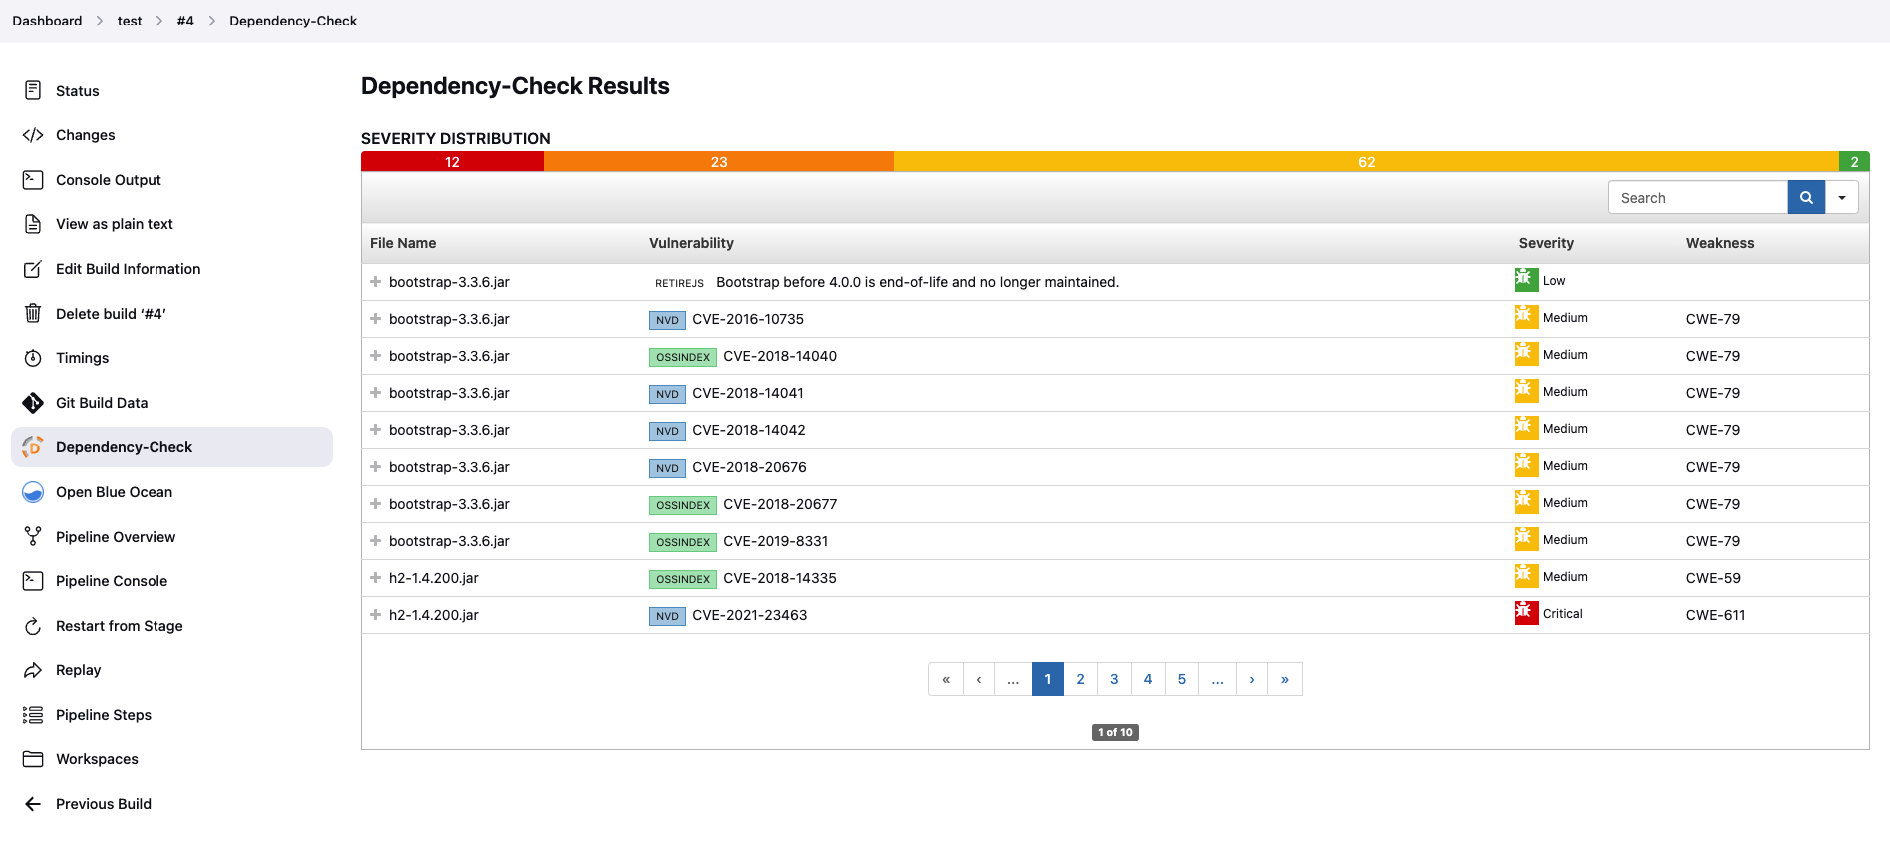 Dashboard > test > #4 > Dependency-Check
Status
Changes
Console Output
View as plain text
Edit Build Information
Delete build ‘#4’
Timings
Git Build Data
Dependency-Check
Open Blue Ocean
Pipeline Overview
Pipeline Console
Restart from Stage
Replay
Pipeline Steps
Workspaces
Previous Build
Dependency-Check Results
SEVERITY DISTRIBUTION
12 23 62 2
Search
File Name Vulnerability Severity Weakness
bootstrap-3.3.6.jar RETIREJS Bootstrap before 4.0.0 is end-of-life and no longer maintained. Low
bootstrap-3.3.6.jar NVD CVE-2016-10735 Medium CWE-79
bootstrap-3.3.6.jar OSSINDEX CVE-2018-14040 Medium CWE-79
bootstrap-3.3.6.jar NVD CVE-2018-14041 Medium CWE-79
bootstrap-3.3.6.jar NVD CVE-2018-14042 Medium CWE-79
bootstrap-3.3.6.jar NVD CVE-2018-20676 Medium CWE-79
bootstrap-3.3.6.jar OSSINDEX CVE-2018-20677 Medium CWE-79
bootstrap-3.3.6.jar OSSINDEX CVE-2019-8331 Medium CWE-79
h2-1.4.200.jar OSSINDEX CVE-2018-14335 Medium CWE-59
h2-1.4.200.jar NVD CVE-2021-23463 Critical CWE-611
« ‹ ... 1 2 3 4 5 ... › »
1 of 10